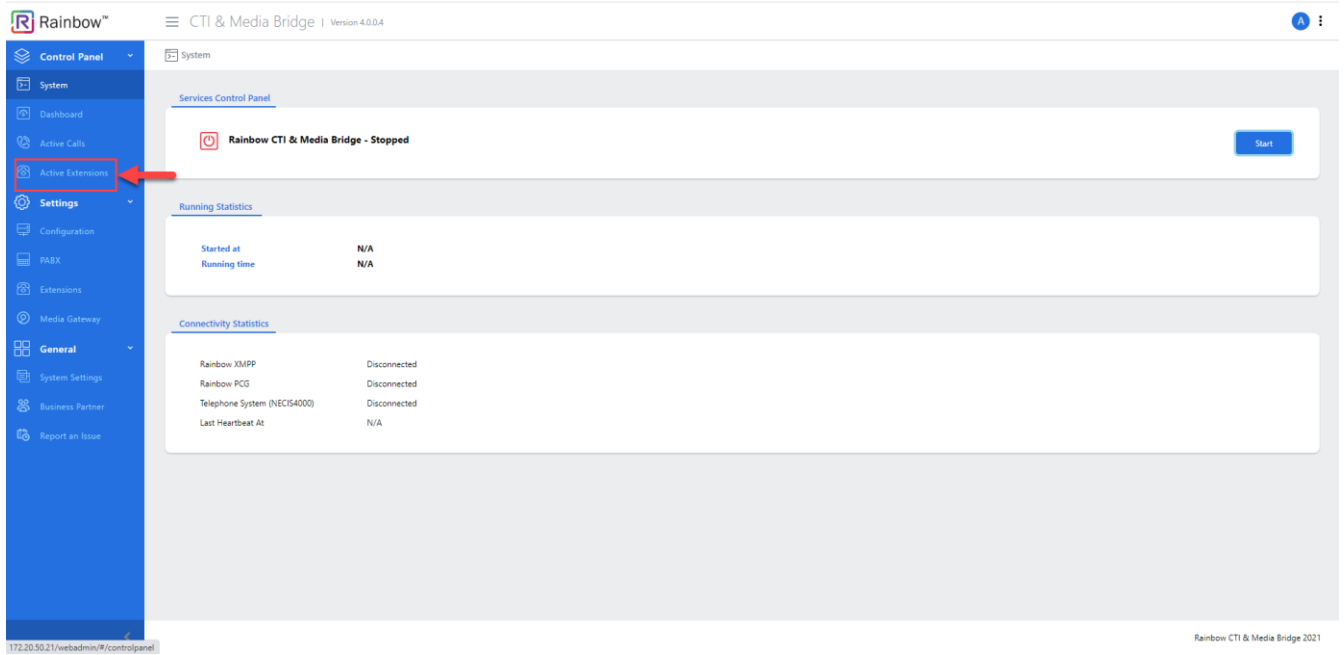 Rainbow™
CTI & Media Bridge | Version 4.0.0.4
A
Control Panel
System
Dashboard
Active Calls
Active Extensions
Settings
Configuration
PABX
Extensions
Media Gateway
General
System Settings
Business Partner
Report an Issue
System
Services Control Panel
Rainbow CTI & Media Bridge - Stopped
Start
Running Statistics
Started at N/A
Running time N/A
Connectivity Statistics
Rainbow XMPP Disconnected
Rainbow PCG Disconnected
Telephone System (NECIS4000) Disconnected
Last Heartbeat At N/A
Rainbow CTI & Media Bridge 2021
172.20.50.21/webadmin/#/controlpanel